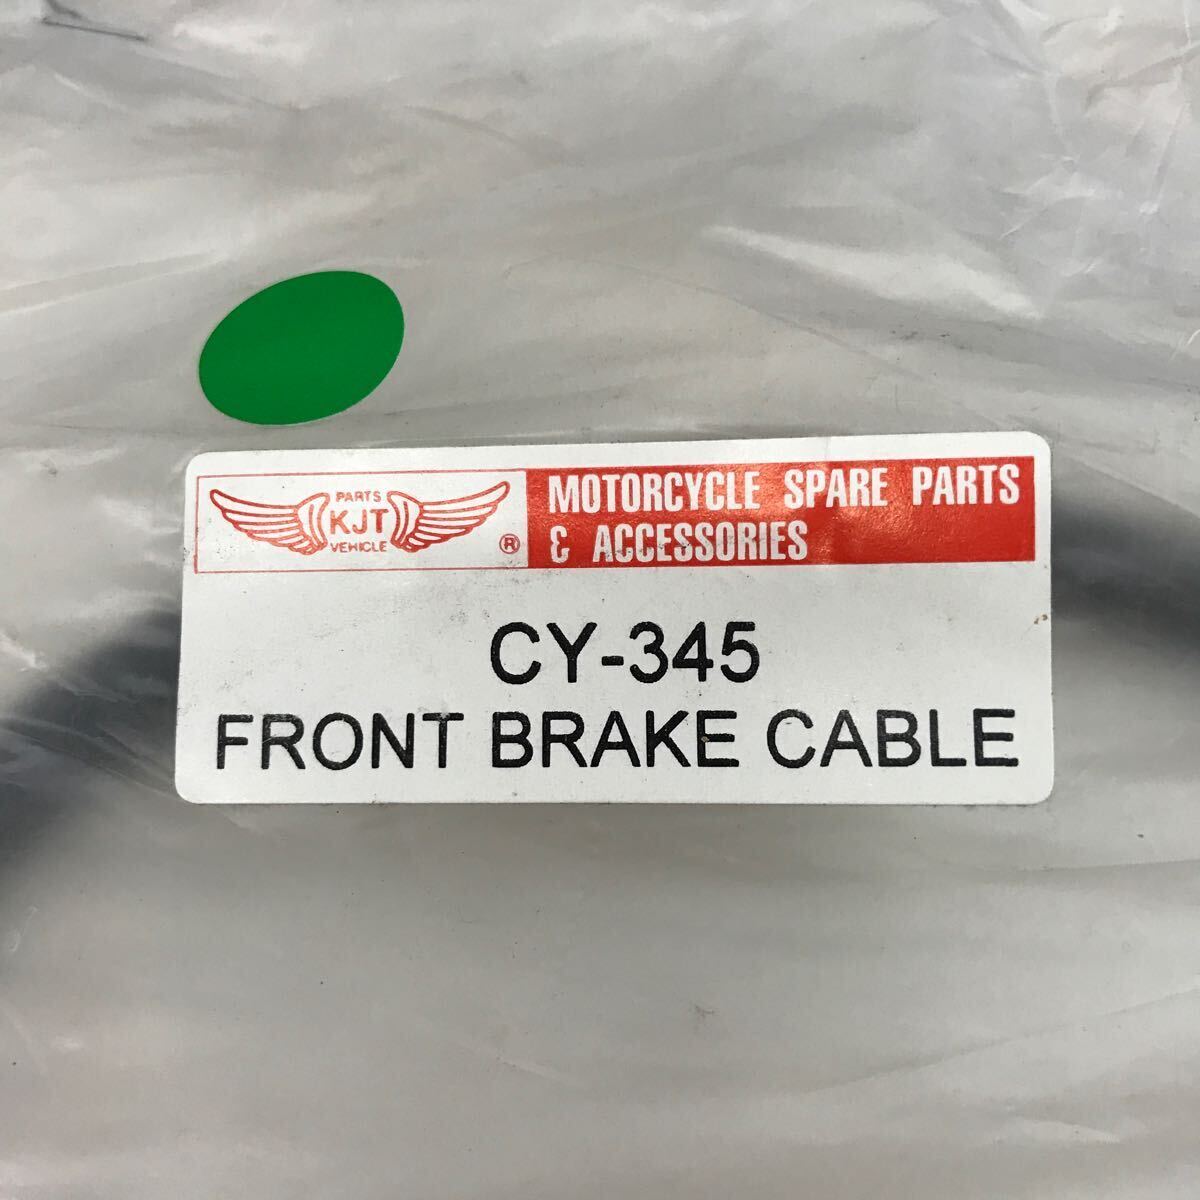 PARTS
KJT
VEHICLE
®
MOTORCYCLE SPARE PARTS
& ACCESSORIES
CY-345
FRONT BRAKE CABLE